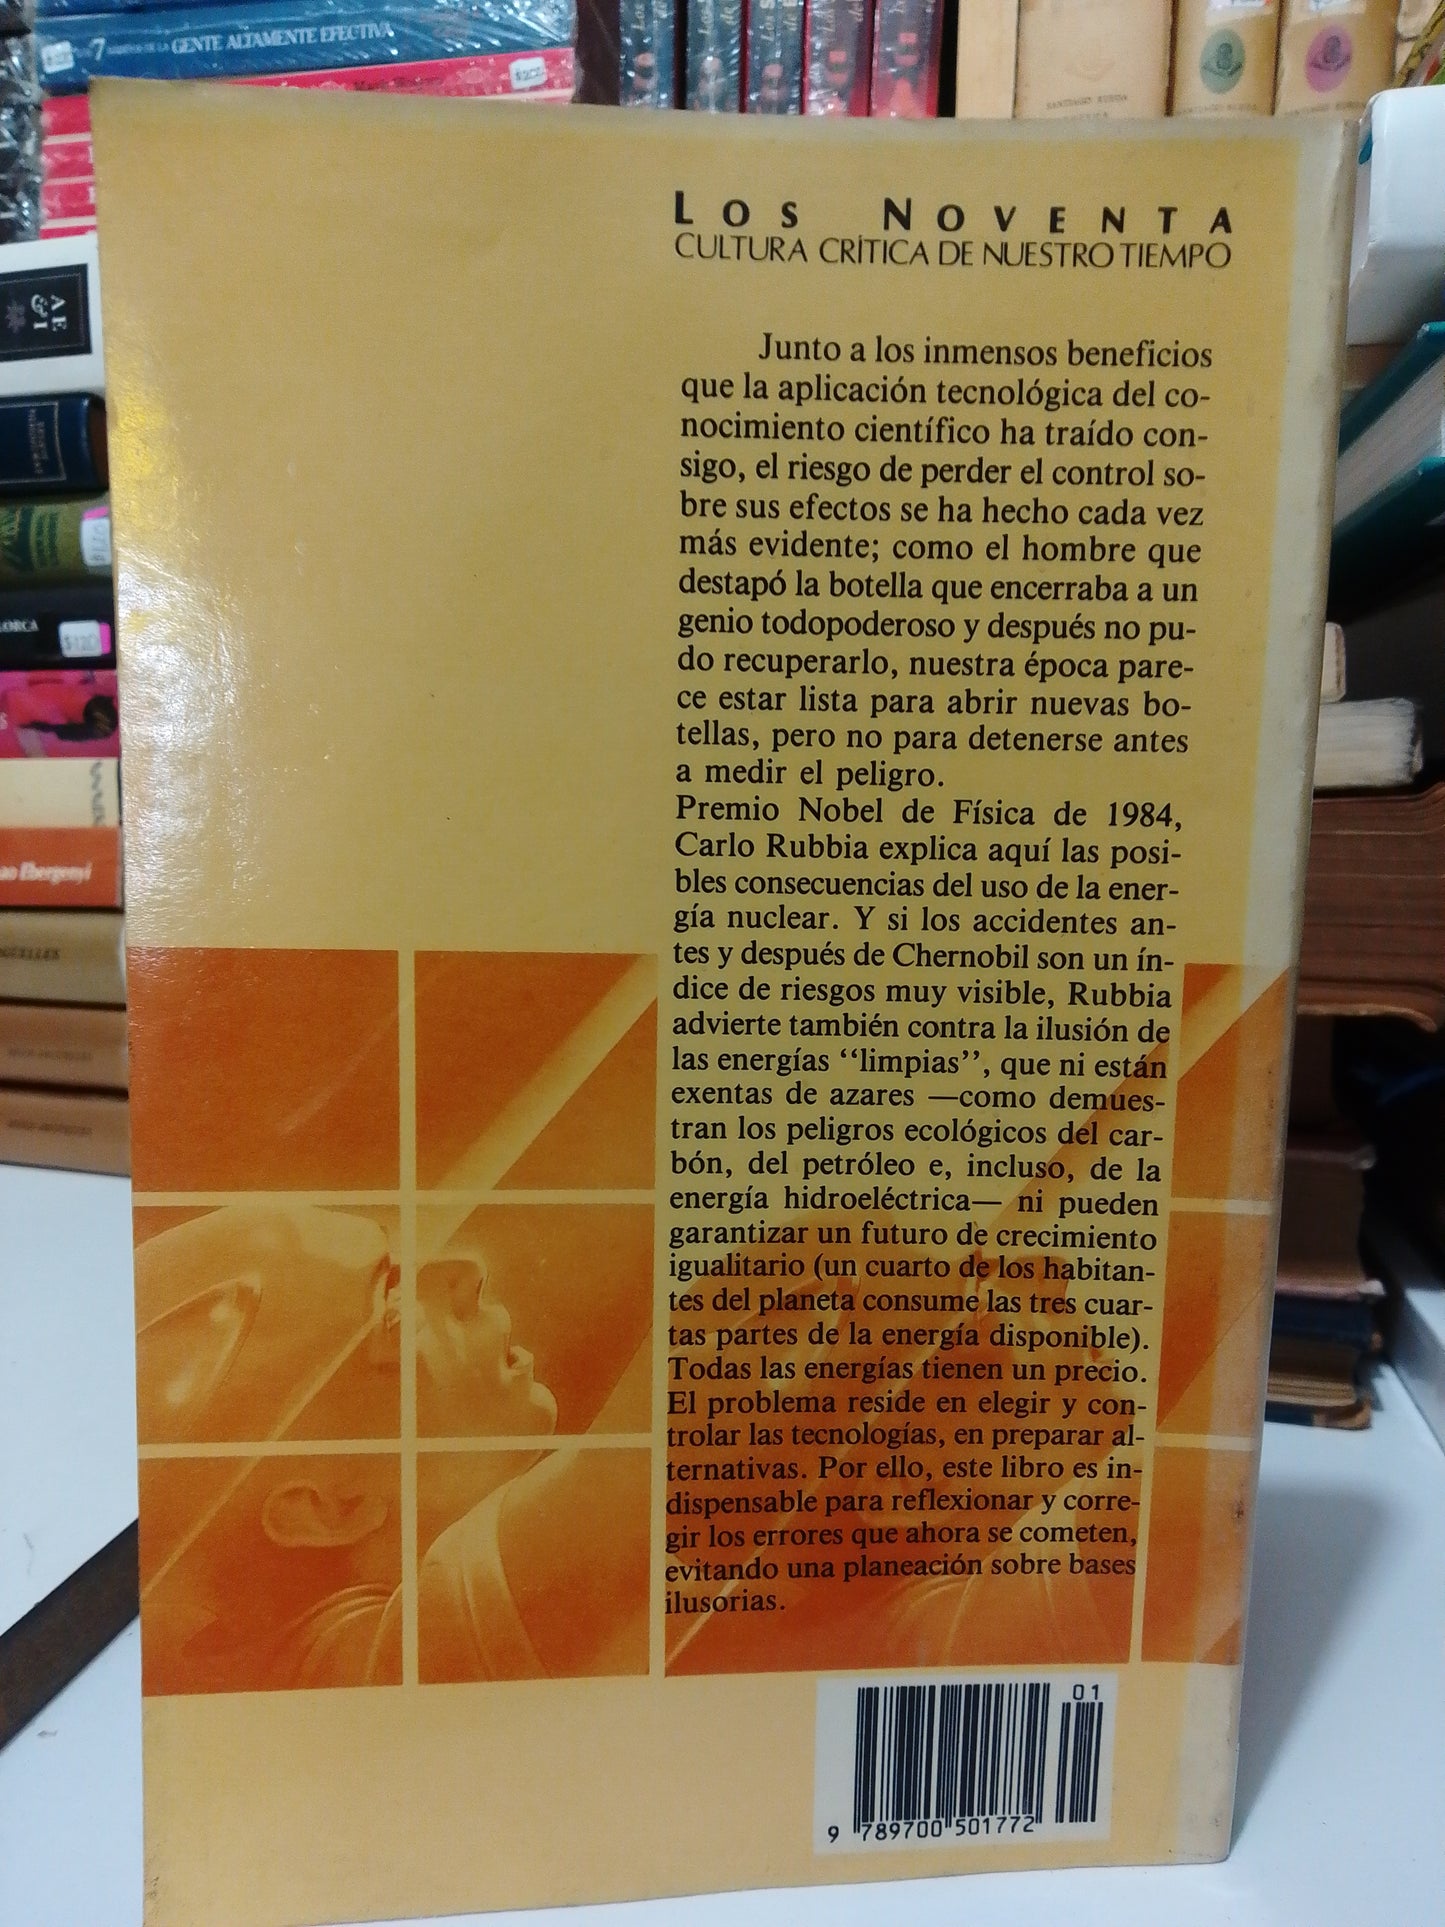 7
GENTE ALTAMENTE EFECTIVA
LORCA
$120
LOS NOVENTA
CULTURA CRÍTICA DE NUESTRO TIEMPO
Junto a los inmensos beneficios
que la aplicación tecnológica del co-
nocimiento científico ha traído con-
sigo, el riesgo de perder el control so-
bre sus efectos se ha hecho cada vez
más evidente; como el hombre que
destapó la botella que encerraba a un
genio todopoderoso y después no pu-
do recuperarlo, nuestra época pare-
ce estar lista para abrir nuevas bo-
tellas, pero no para detenerse antes
a medir el peligro.
Premio Nobel de Física de 1984,
Carlo Rubbia explica aquí las posi-
bles consecuencias del uso de la ener-
gía nuclear. Y si los accidentes an-
tes y después de Chernobil son un ín-
dice de riesgos muy visible, Rubbia
advierte también contra la ilusión de
las energías ‘‘limpias’’, que ni están
exentas de azares —como demues-
tran los peligros ecológicos del car-
bón, del petróleo e, incluso, de la
energía hidroeléctrica— ni pueden
garantizar un futuro de crecimiento
igualitario (un cuarto de los habitan-
tes del planeta consume las tres cuar-
tas partes de la energía disponible).
Todas las energías tienen un precio.
El problema reside en elegir y con-
trolar las tecnologías, en preparar al-
ternativas. Por ello, este libro es in-
dispensable para reflexionar y corre-
gir los errores que ahora se cometen,
evitando una planeación sobre bases
ilusorias.
01
9 789700 501772